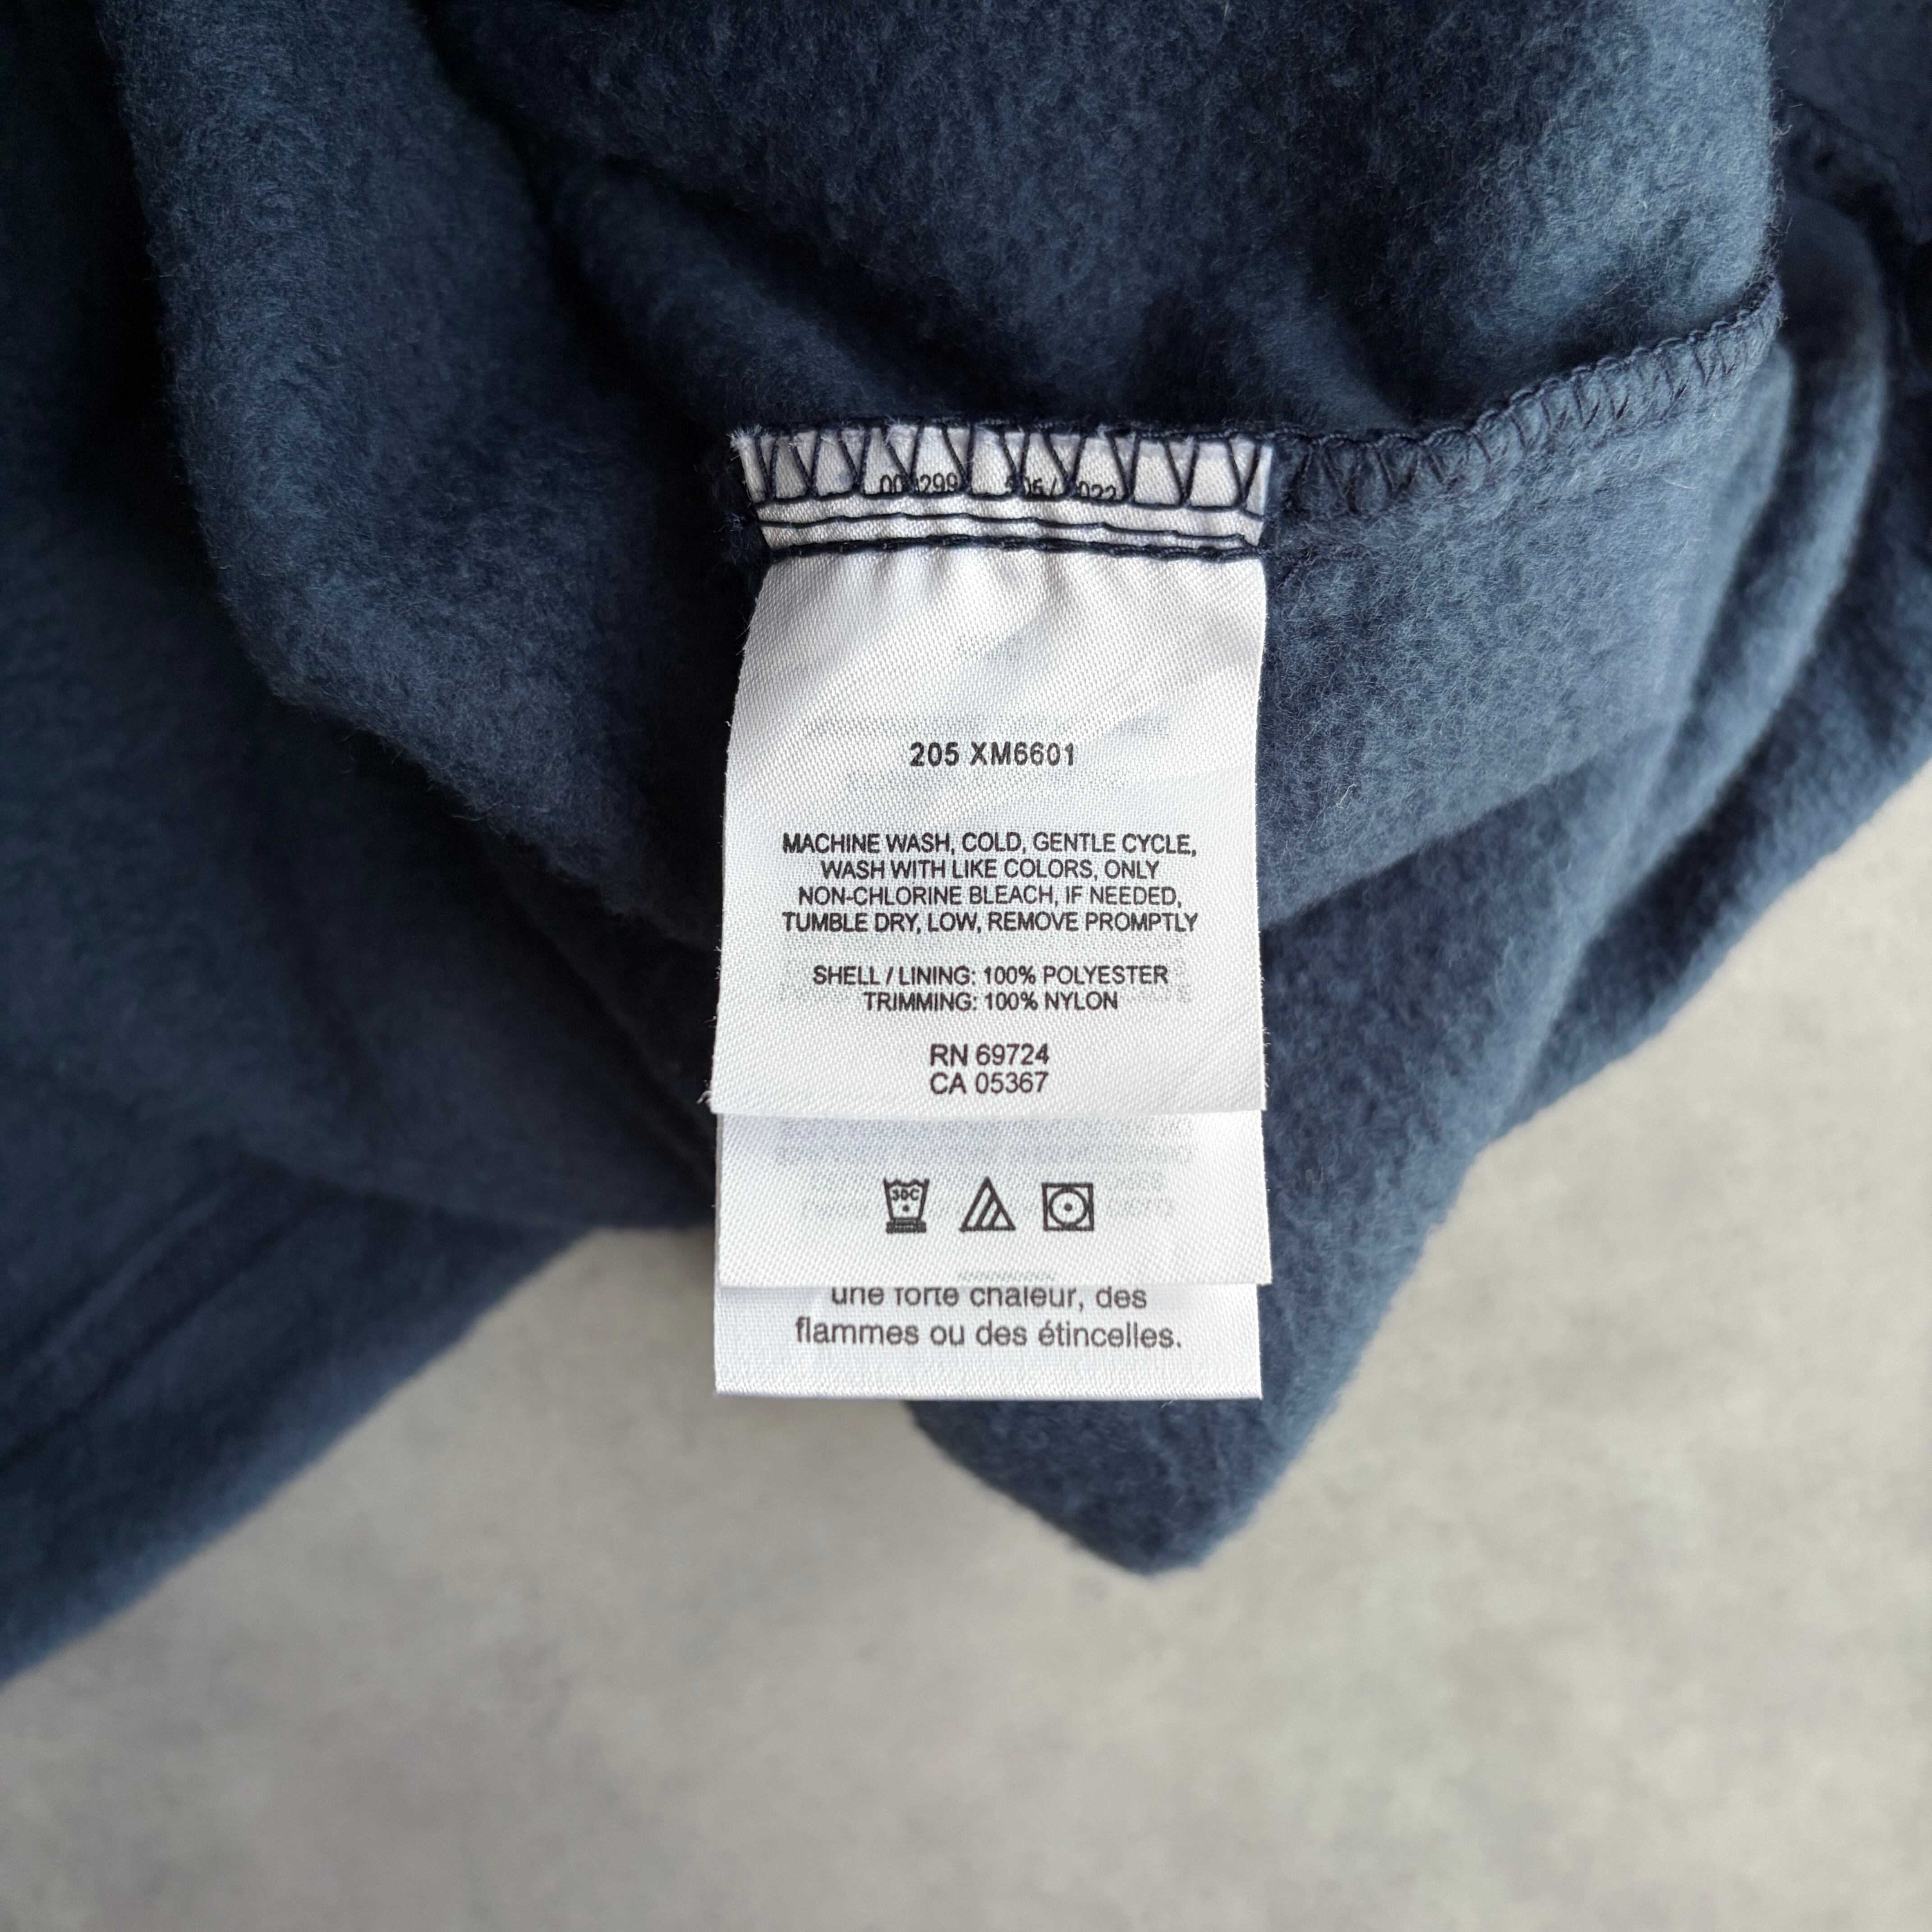 205 XM6601
MACHINE WASH, COLD, GENTLE CYCLE,
WASH WITH LIKE COLORS, ONLY
NON-CHLORINE BLEACH, IF NEEDED,
TUMBLE DRY, LOW, REMOVE PROMPTLY
SHELL / LINING: 100% POLYESTER
TRIMMING: 100% NYLON
RN 69724
CA 05367
30C
une forte chaleur, des
flammes ou des étincelles.